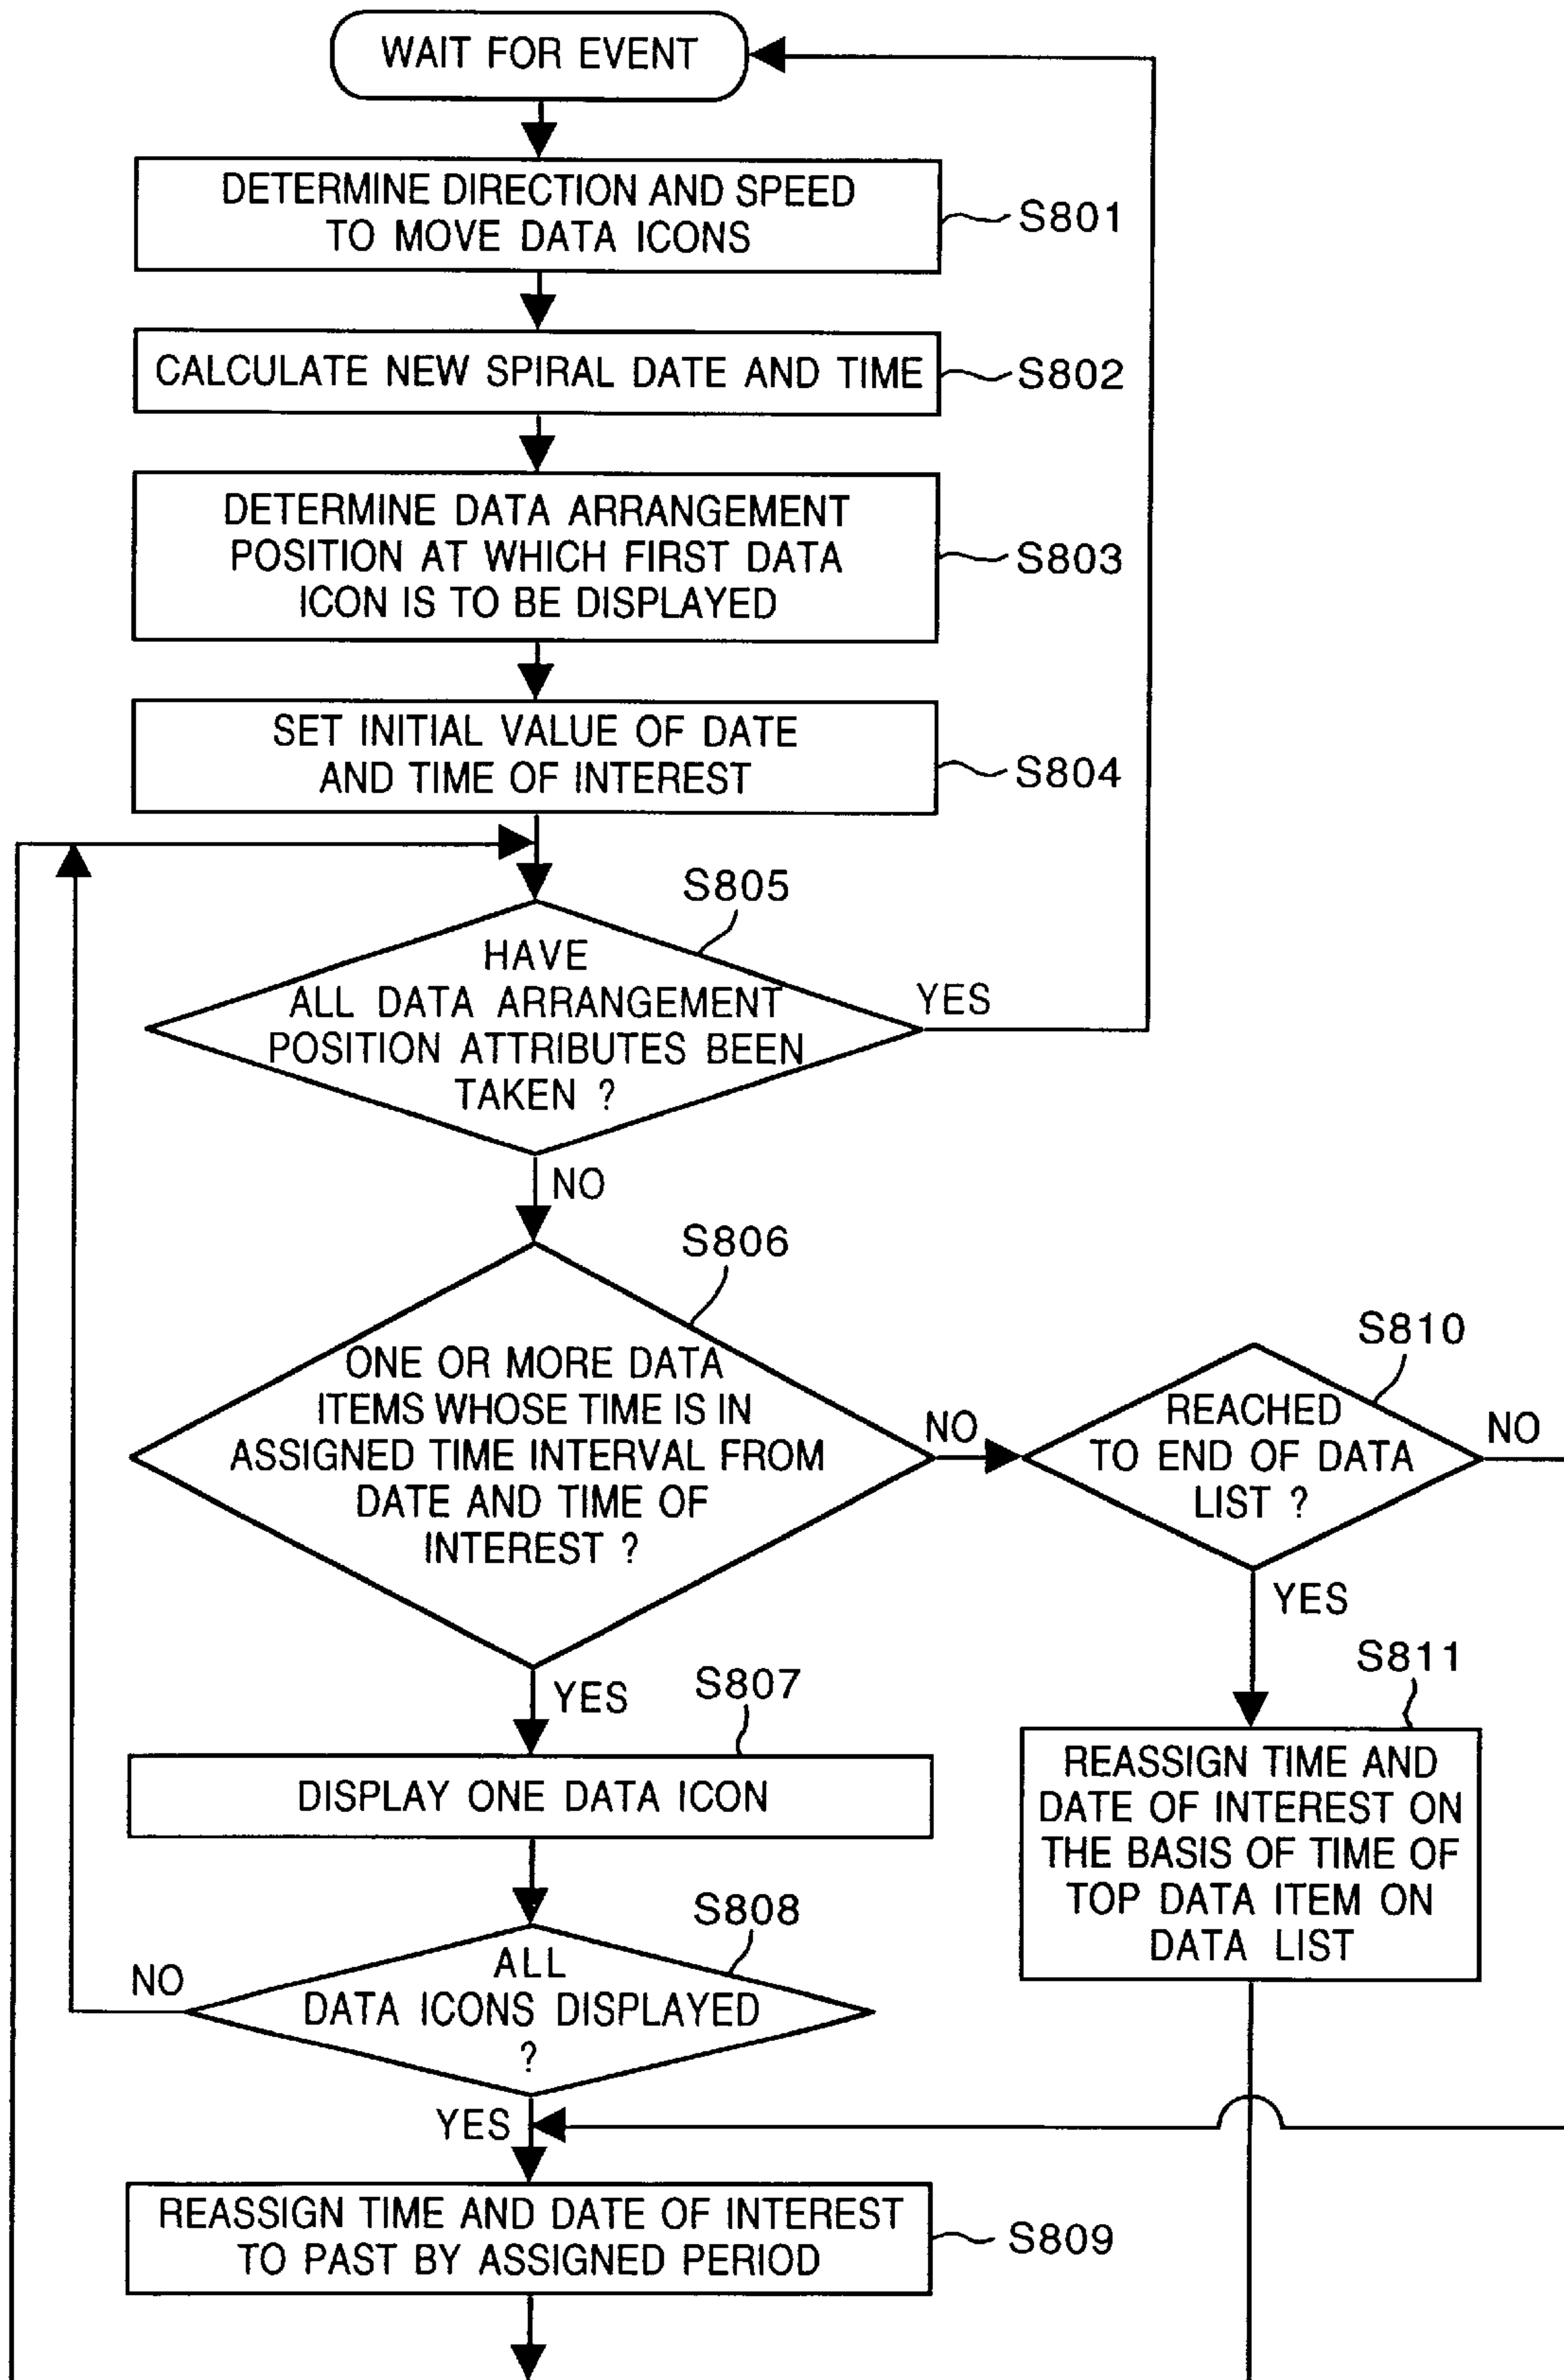 WAIT FOR EVENT
DETERMINE DIRECTION AND SPEED
TO MOVE DATA ICONS
S801
CALCULATE NEW SPIRAL DATE AND TIME
S802
DETERMINE DATA ARRANGEMENT
POSITION AT WHICH FIRST DATA
ICON IS TO BE DISPLAYED
S803
SET INITIAL VALUE OF DATE
AND TIME OF INTEREST
S804
S805
HAVE
ALL DATA ARRANGEMENT
POSITION ATTRIBUTES BEEN
TAKEN ?
YES
NO
S806
ONE OR MORE DATA
ITEMS WHOSE TIME IS IN
ASSIGNED TIME INTERVAL FROM
DATE AND TIME OF
INTEREST ?
NO
S810
REACHED
TO END OF DATA
LIST ?
NO
YES
YES
S807
DISPLAY ONE DATA ICON
S811
REASSIGN TIME AND
DATE OF INTEREST ON
THE BASIS OF TIME OF
TOP DATA ITEM ON
DATA LIST
S808
ALL
DATA ICONS DISPLAYED
?
NO
YES
REASSIGN TIME AND DATE OF INTEREST
TO PAST BY ASSIGNED PERIOD
S809